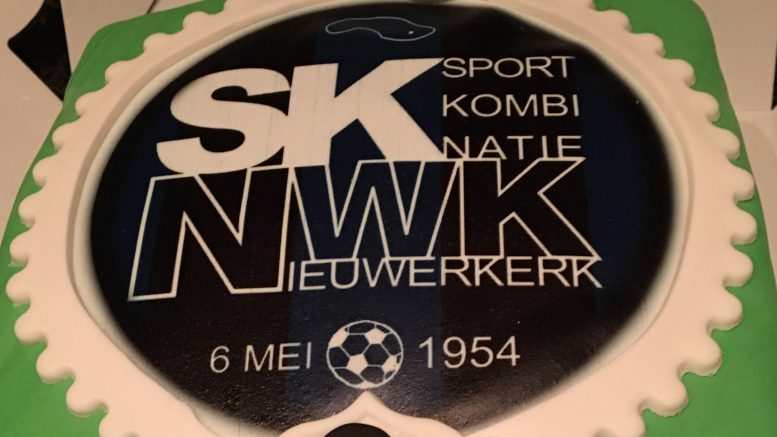 SK SPORT
KOMBI
NATIE
NWK
NIEUWERKERK
6 MEI 1954